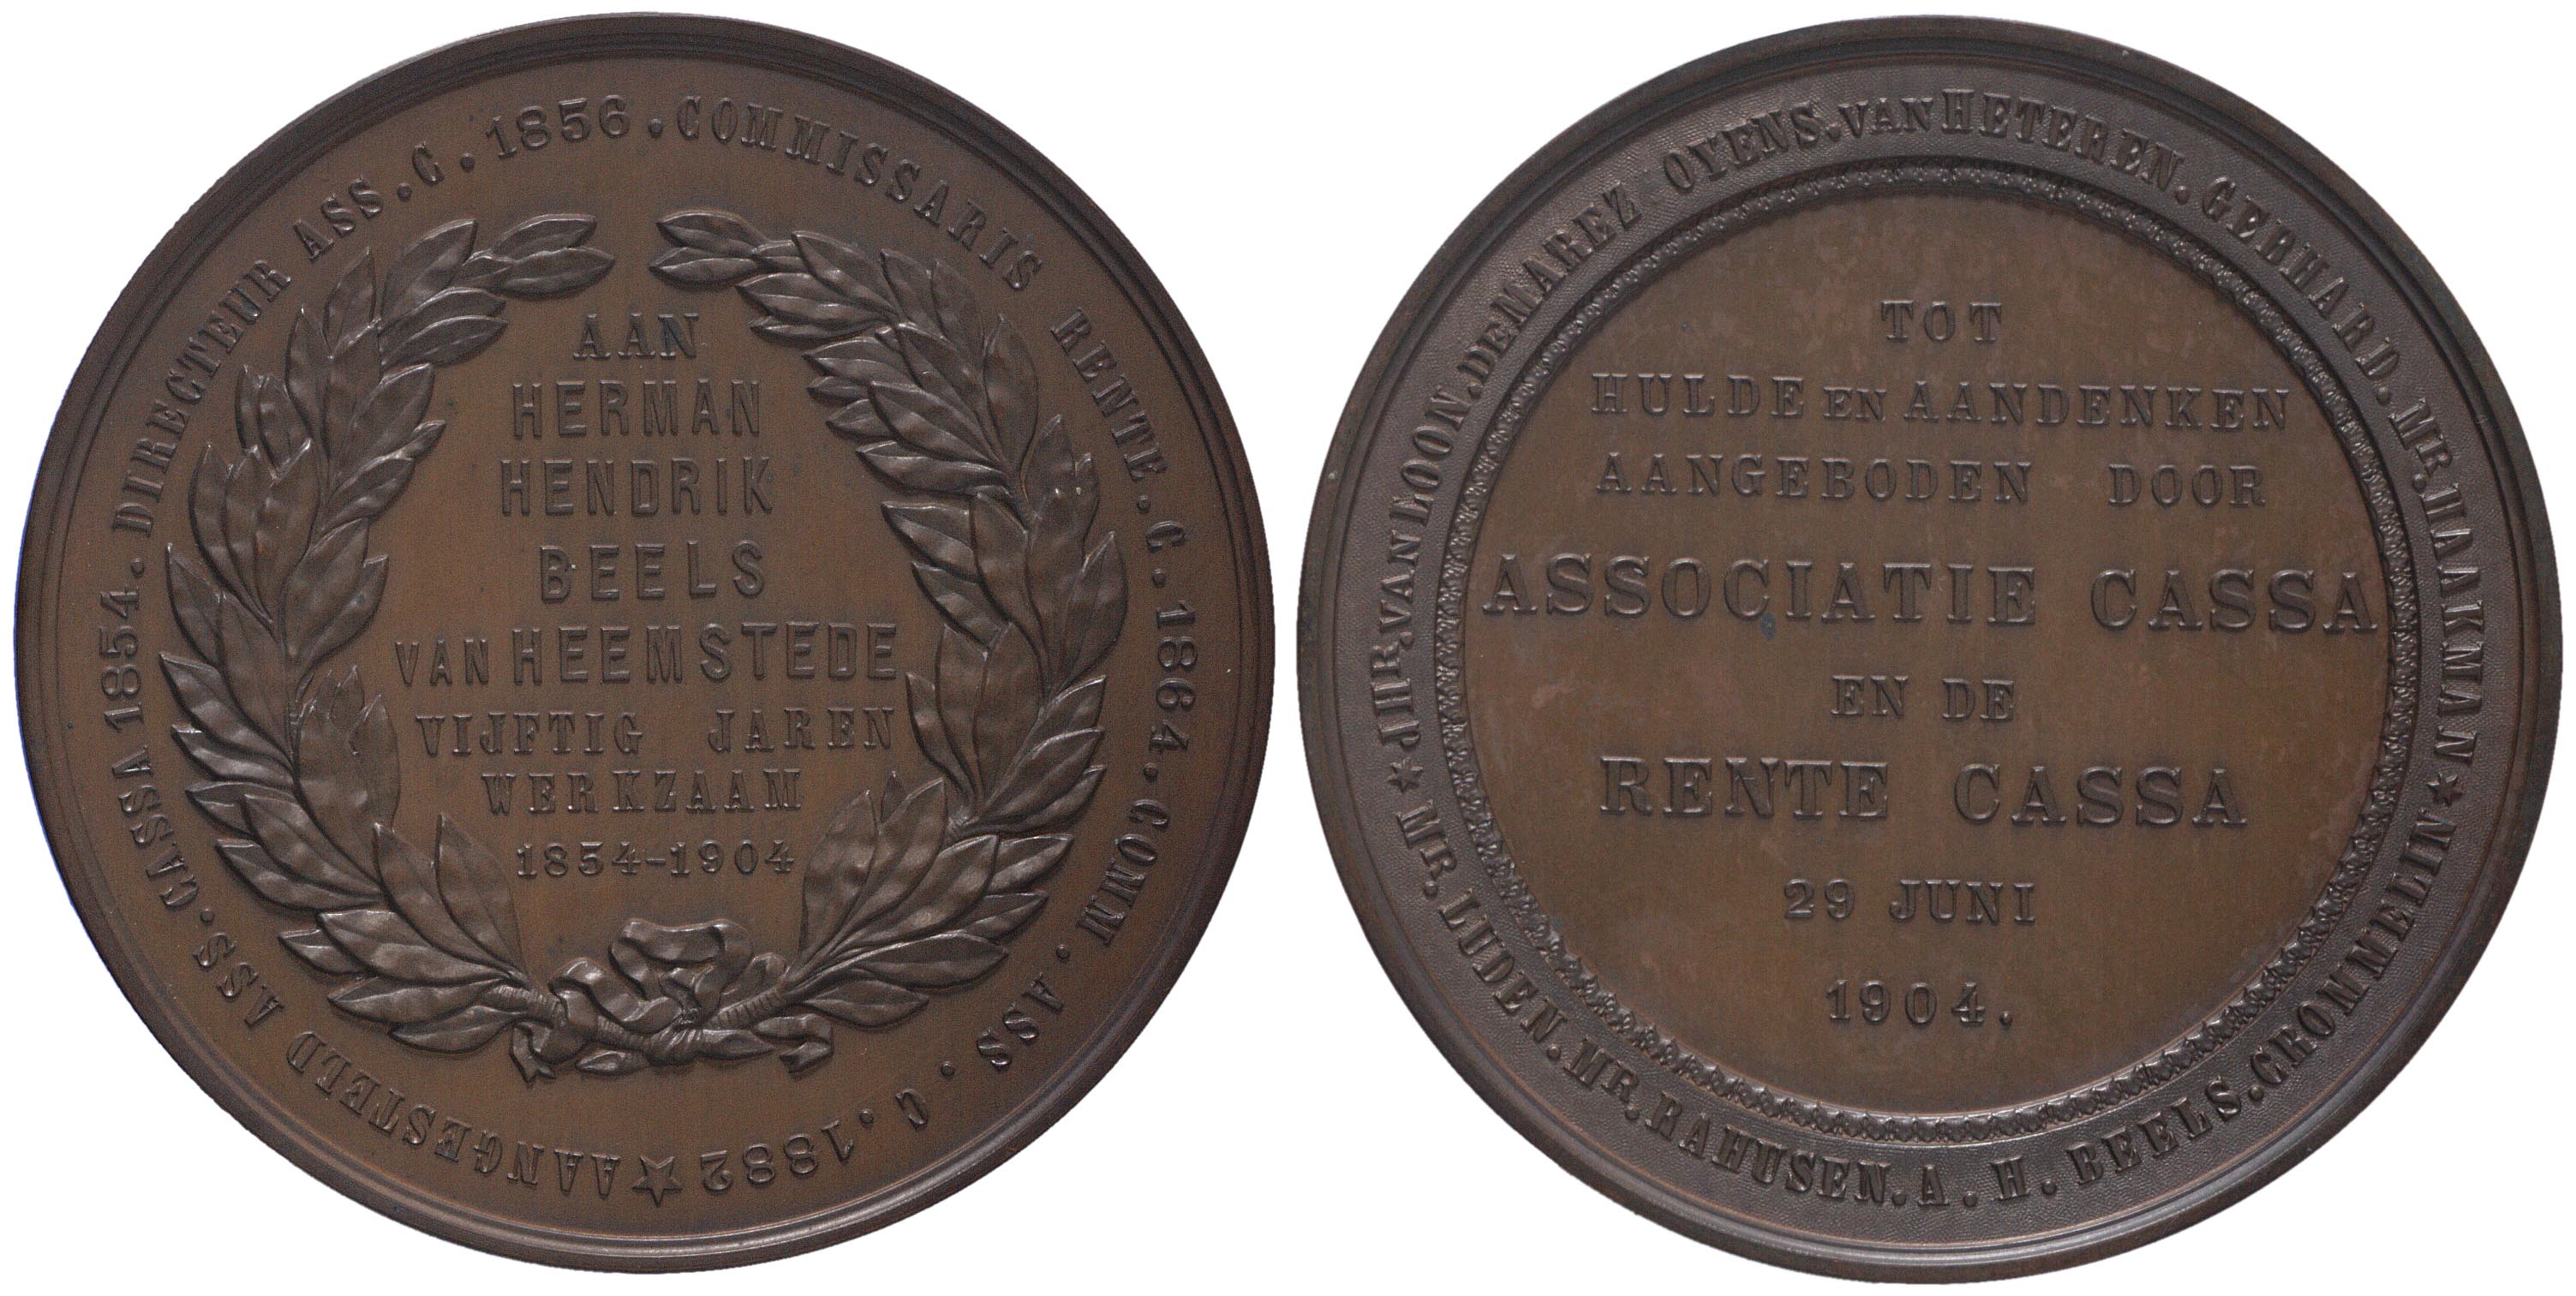 AANGESTELD ASS. CASSA 1854. DIRECTEUR ASS. C. 1856. COMMISSARIS RENTE. C. 1864. COMM. ASS. C. 1882 ★
AAN
HERMAN
HENDRIK
BEELS
VAN HEEMSTEDE
VIJFTIG JAREN
WERKZAAM
1854-1904
★ JHR. VAN LOON. DE MAREZ OYENS. VAN HETEREN. GEBHARD. MR. HAAKMAN ★
MR. LUDEN. MR. RAHUSEN. A. H. BEELS. CROMMELIN
TOT
HULDE EN AANDENKEN
AANGEBODEN DOOR
ASSOCIATIE CASSA
EN DE
RENTE CASSA
29 JUNI
1904.